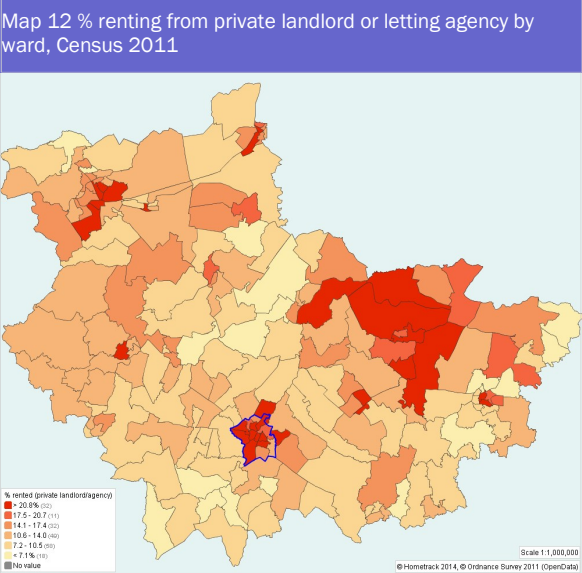 Map 12 % renting from private landlord or letting agency by
ward, Census 2011
% rented (private landlord/agency)
> 20.8% (32)
17.5 - 20.7 (11)
14.1 - 17.4 (32)
10.6 - 14.0 (49)
7.2 - 10.5
< 7.1% (18)
No value
Scale 1:1,000,000
© Hometrack 2014, © Ordnance Survey 2011 (OpenData)